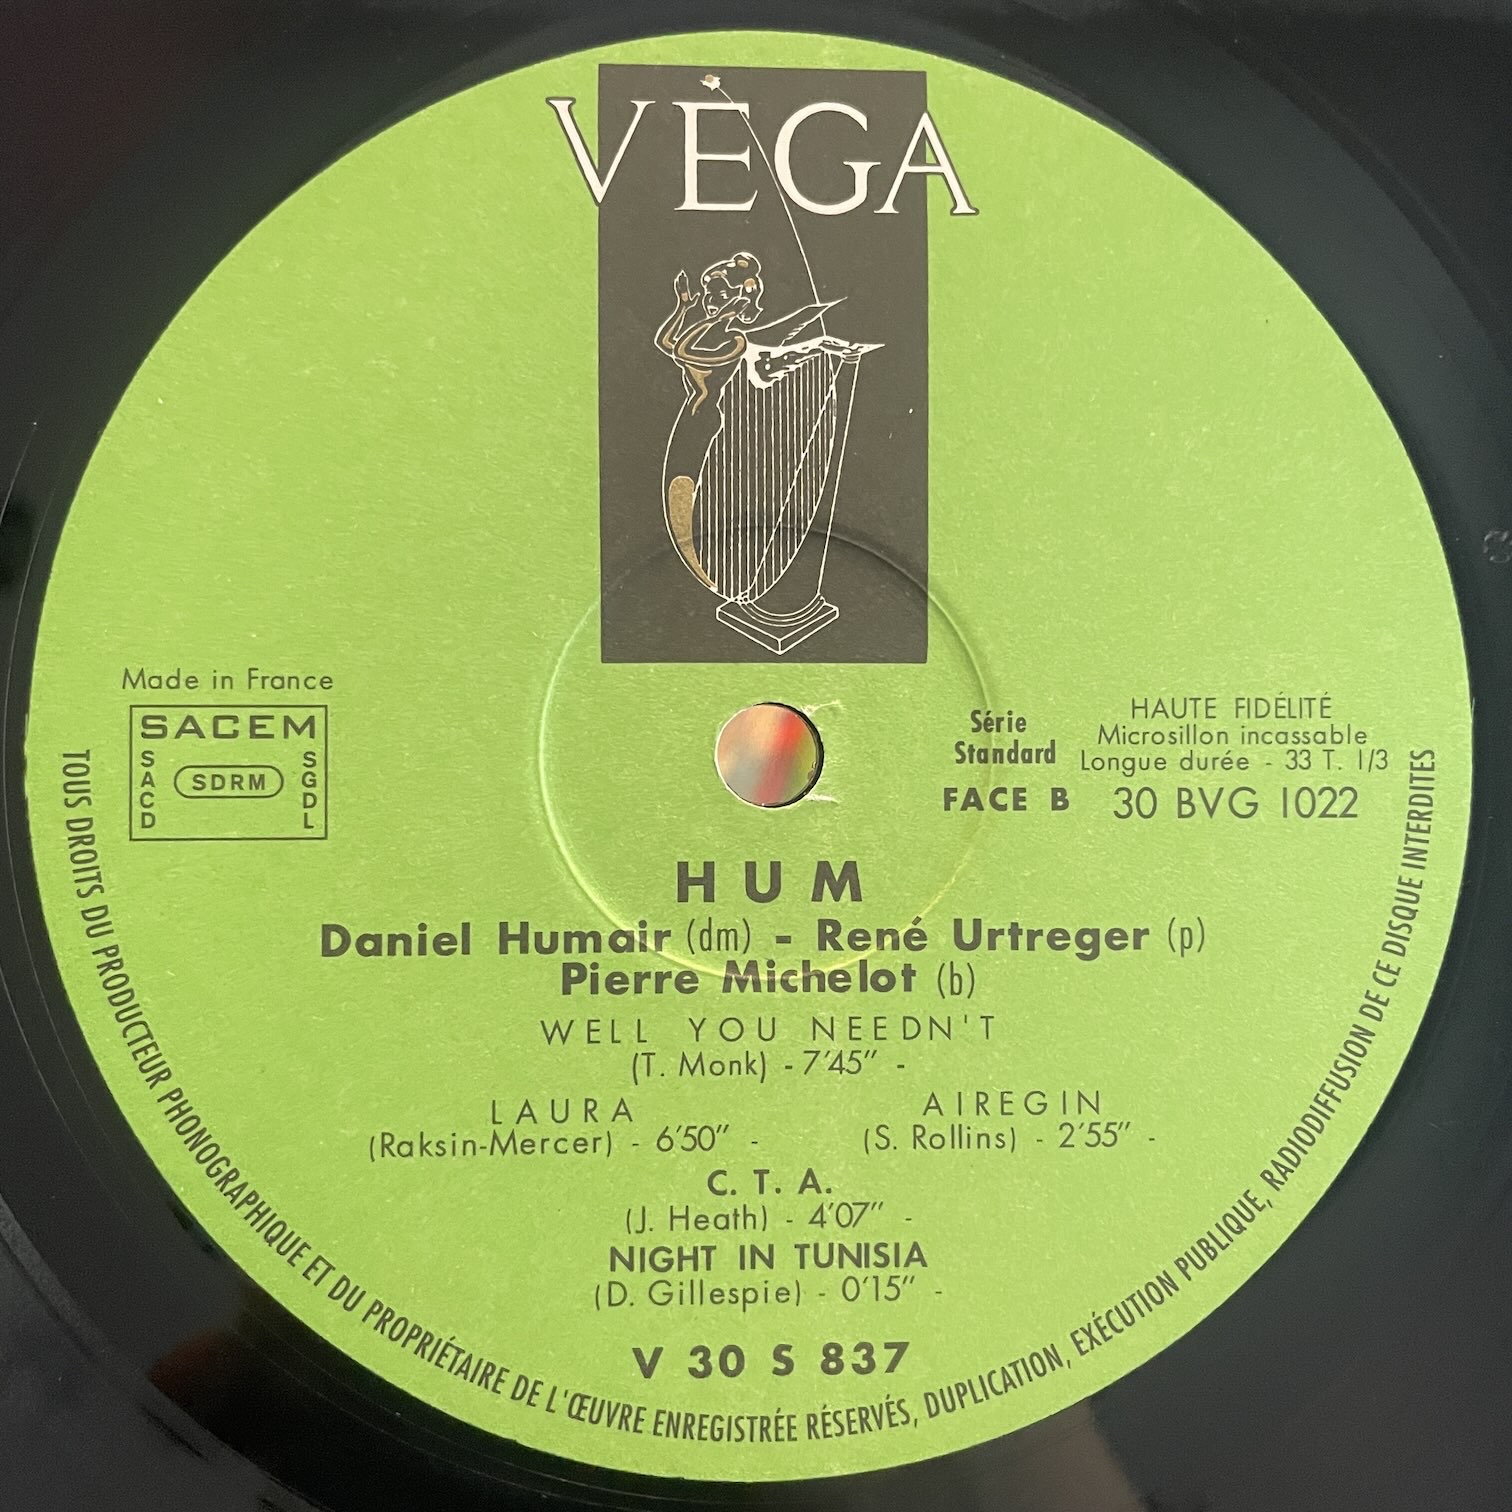 VÉGA
Made in France
SACEM
SACD
SDRM
SGDL
Série
Standard
FACE B
HAUTE FIDÉLITÉ
Microsillon incassable
Longue durée - 33 T. 1/3
30 BVG 1022
HUM
Daniel Humair (dm) - René Urtreger (p)
Pierre Michelot (b)
WELL YOU NEEDN'T
(T. Monk) - 7'45" -
LAURA
(Raksin-Mercer) - 6'50" -
AIREGIN
(S. Rollins) - 2'55" -
C. T. A.
(J. Heath) - 4'07" -
NIGHT IN TUNISIA
(D. Gillespie) - 0'15" -
V 30 S 837
TOUS DROITS DU PRODUCTEUR PHONOGRAPHIQUE ET DU PROPRIÉTAIRE DE L'ŒUVRE ENREGISTRÉE RÉSERVÉS, DUPLICATION, EXÉCUTION PUBLIQUE, RADIODIFFUSION DE CE DISQUE INTERDITES